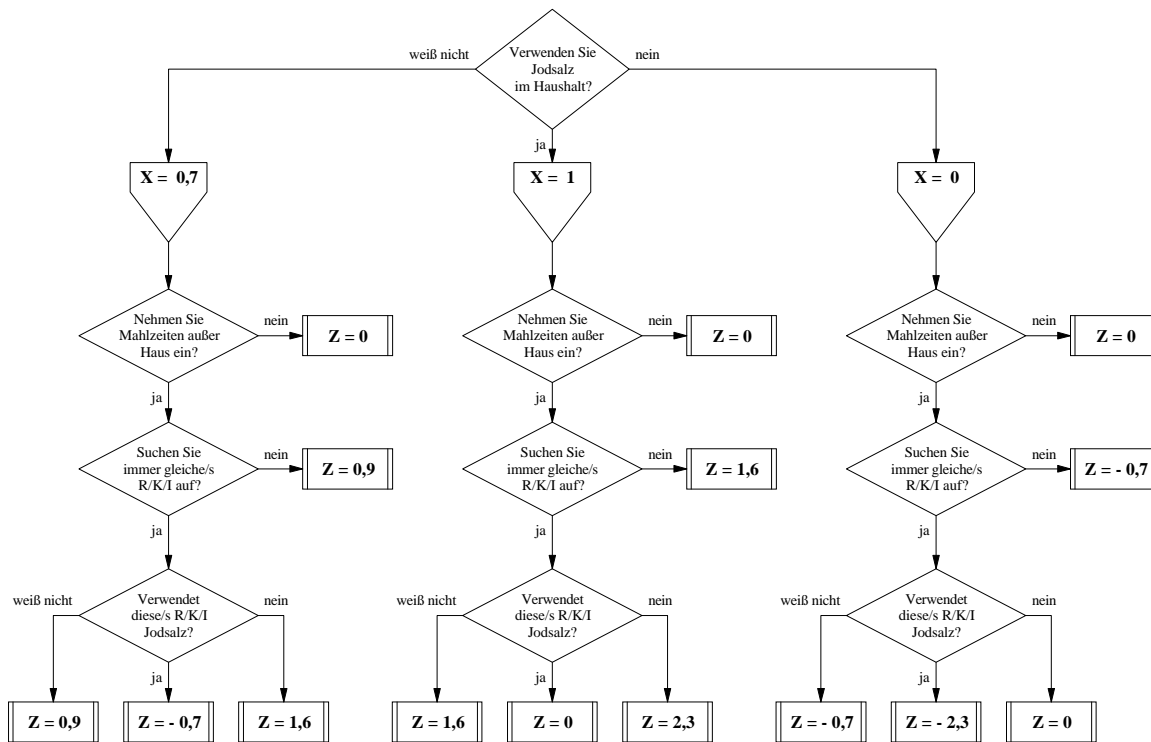 weiß nicht
Verwenden Sie
Jodsalz
im Haushalt?
nein
ja
X = 0,7
X = 1
X = 0
Nehmen Sie
Mahlzeiten außer
Haus ein?
nein
Z = 0
ja
Nehmen Sie
Mahlzeiten außer
Haus ein?
nein
Z = 0
ja
Nehmen Sie
Mahlzeiten außer
Haus ein?
nein
Z = 0
ja
Suchen Sie
immer gleiche/s
R/K/I auf?
nein
Z = 0,9
ja
Suchen Sie
immer gleiche/s
R/K/I auf?
nein
Z = 1,6
ja
Suchen Sie
immer gleiche/s
R/K/I auf?
nein
Z = - 0,7
ja
weiß nicht
Verwendet
diese/s R/K/I
Jodsalz?
nein
ja
weiß nicht
Verwendet
diese/s R/K/I
Jodsalz?
nein
ja
weiß nicht
Verwendet
diese/s R/K/I
Jodsalz?
nein
ja
Z = 0,9
Z = - 0,7
Z = 1,6
Z = 1,6
Z = 0
Z = 2,3
Z = - 0,7
Z = - 2,3
Z = 0